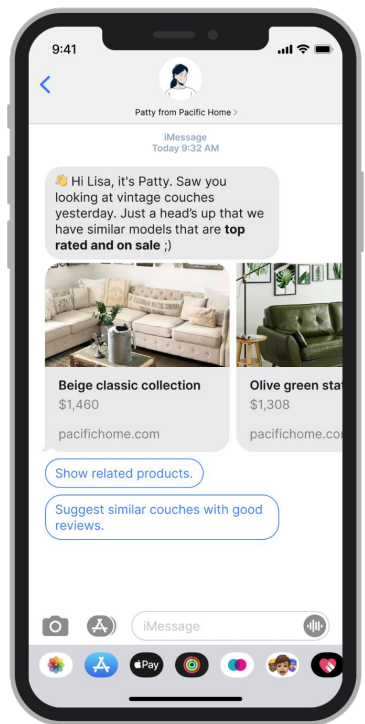 9:41
Patty from Pacific Home >
iMessage
Today 9:32 AM
👋 Hi Lisa, it's Patty. Saw you
looking at vintage couches
yesterday. Just a head's up that we
have similar models that are top
rated and on sale ;)
Beige classic collection
$1,460
pacifichome.com
Olive green sta
$1,308
pacifichome.co
Show related products.
Suggest similar couches with good
reviews.
iMessage
Pay